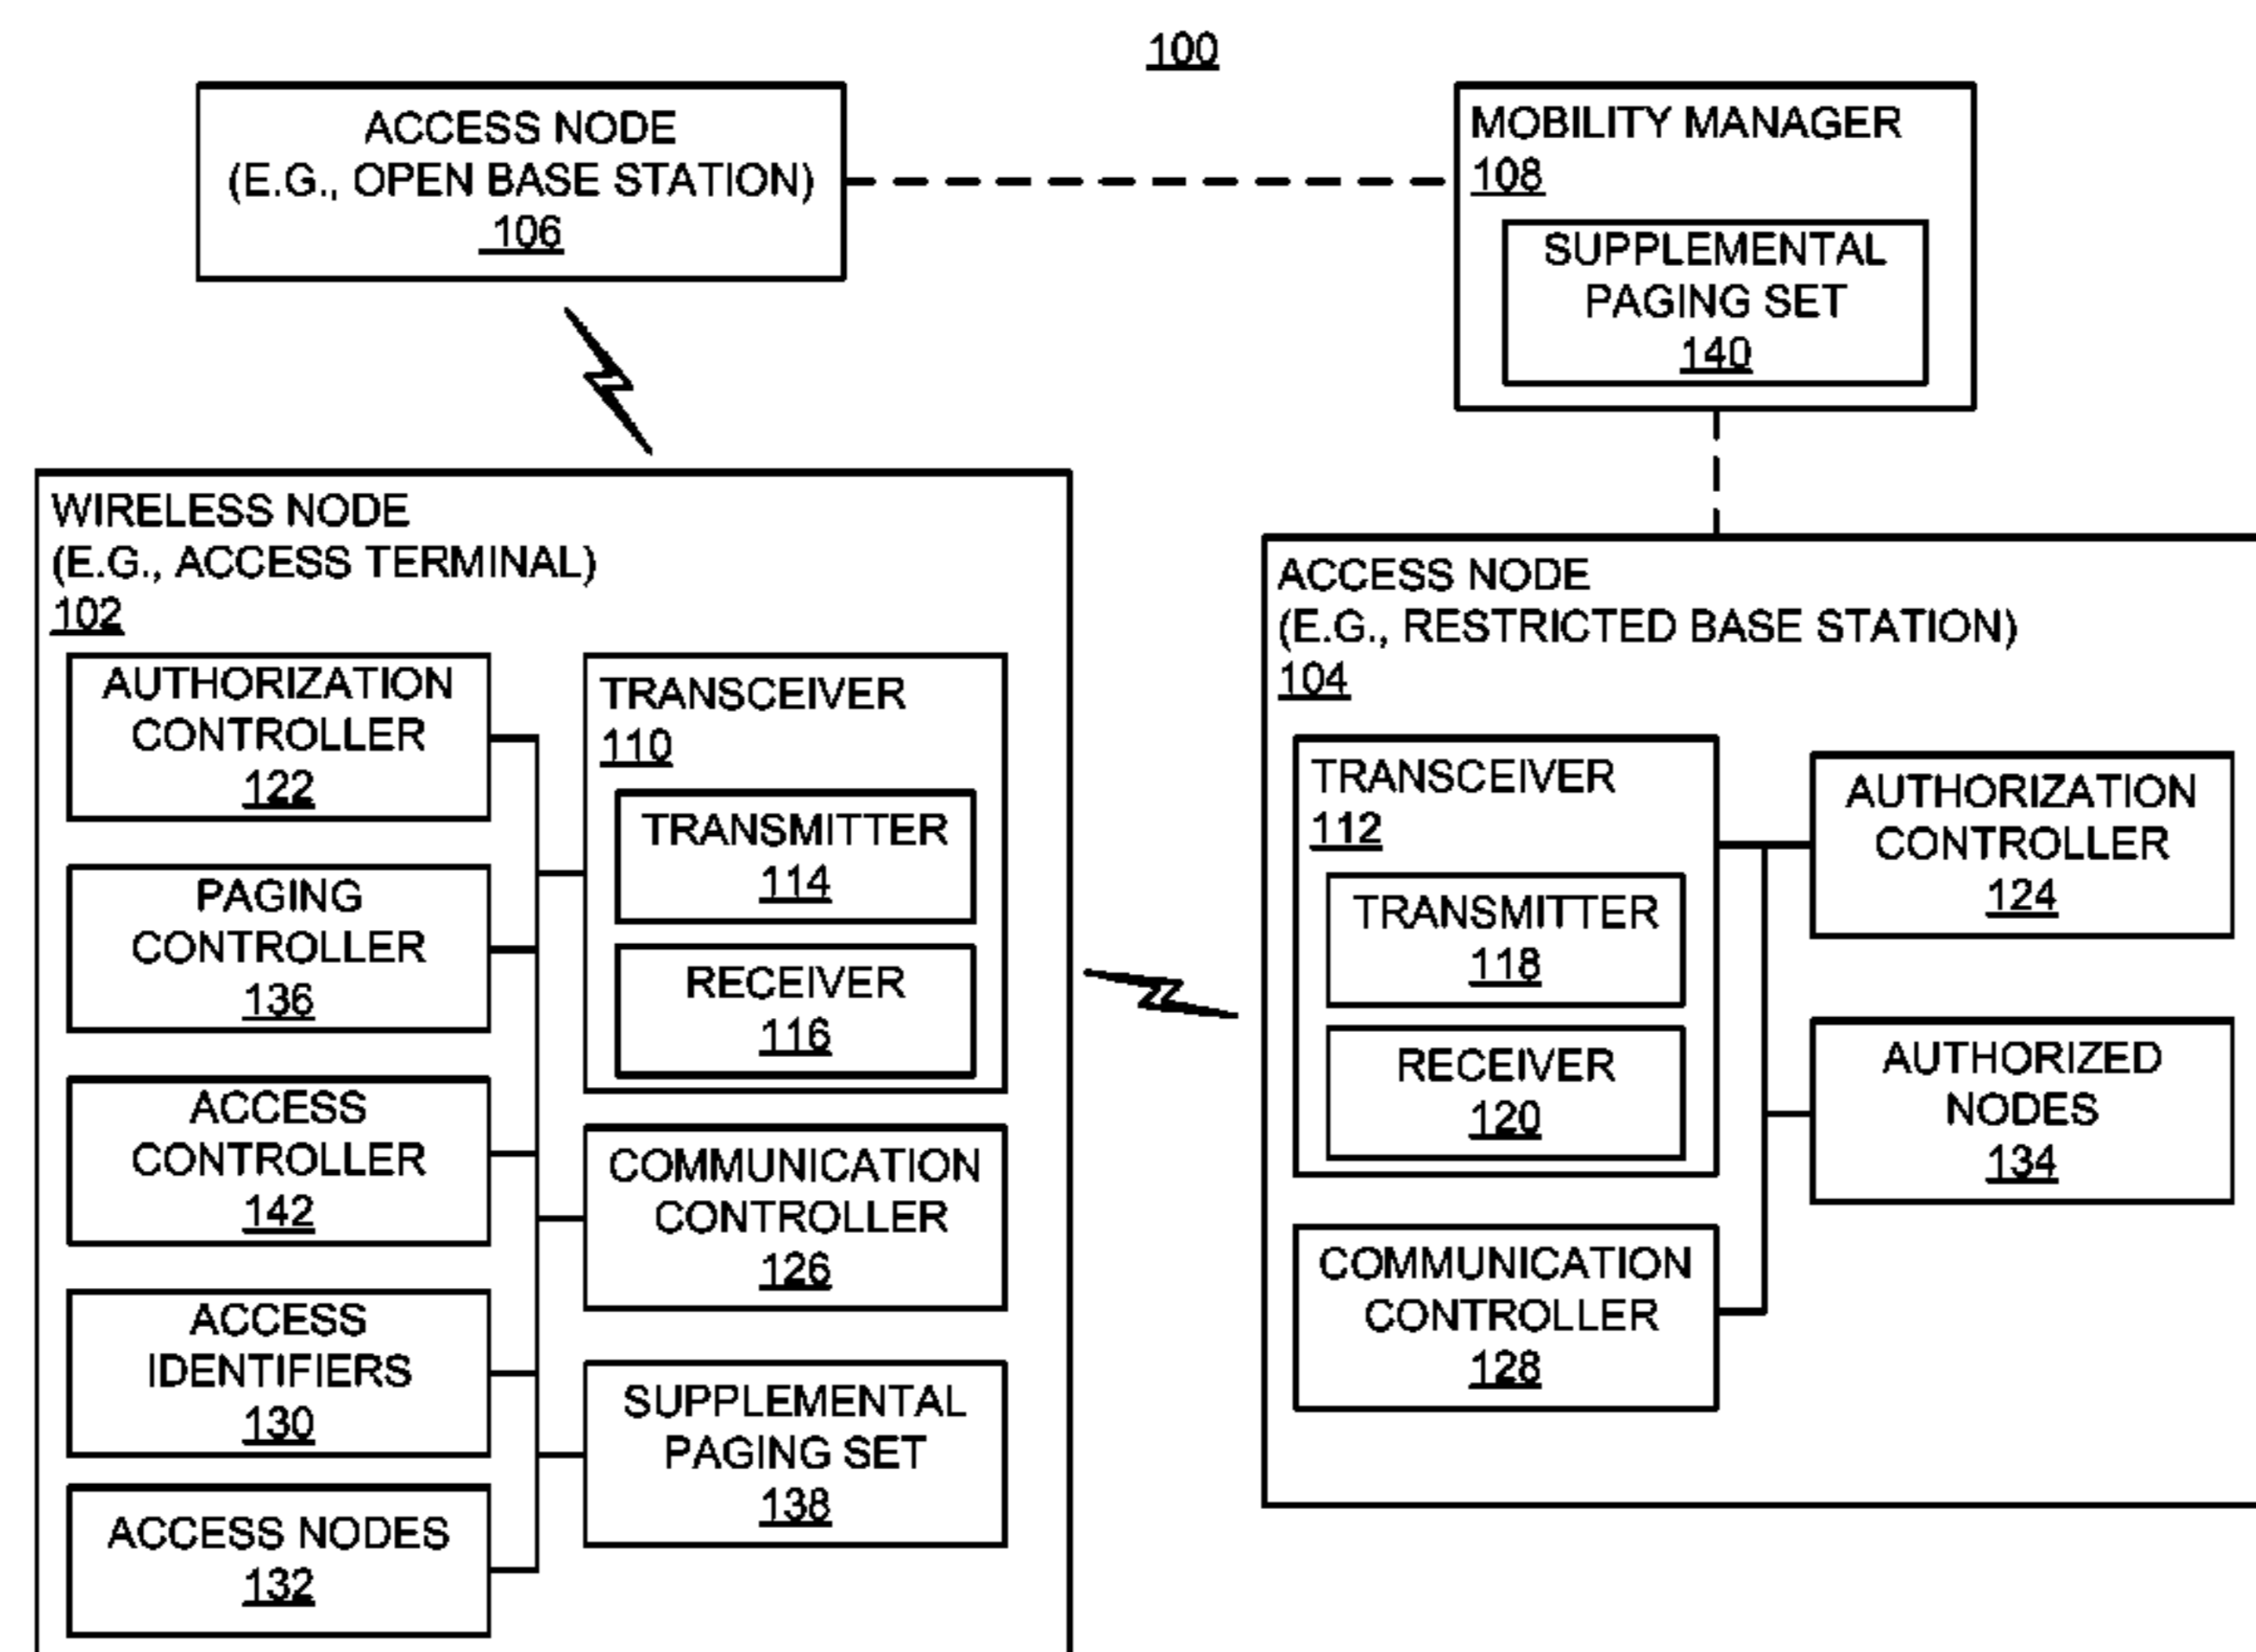 100
ACCESS NODE
(E.G., OPEN BASE STATION)
106
MOBILITY MANAGER
108
SUPPLEMENTAL
PAGING SET
140
WIRELESS NODE
(E.G., ACCESS TERMINAL)
102
AUTHORIZATION
CONTROLLER
122
PAGING
CONTROLLER
136
ACCESS
CONTROLLER
142
ACCESS
IDENTIFIERS
130
ACCESS NODES
132
TRANSCEIVER
110
TRANSMITTER
114
RECEIVER
116
COMMUNICATION
CONTROLLER
126
SUPPLEMENTAL
PAGING SET
138
ACCESS NODE
(E.G., RESTRICTED BASE STATION)
104
TRANSCEIVER
112
TRANSMITTER
118
RECEIVER
120
COMMUNICATION
CONTROLLER
128
AUTHORIZATION
CONTROLLER
124
AUTHORIZED
NODES
134